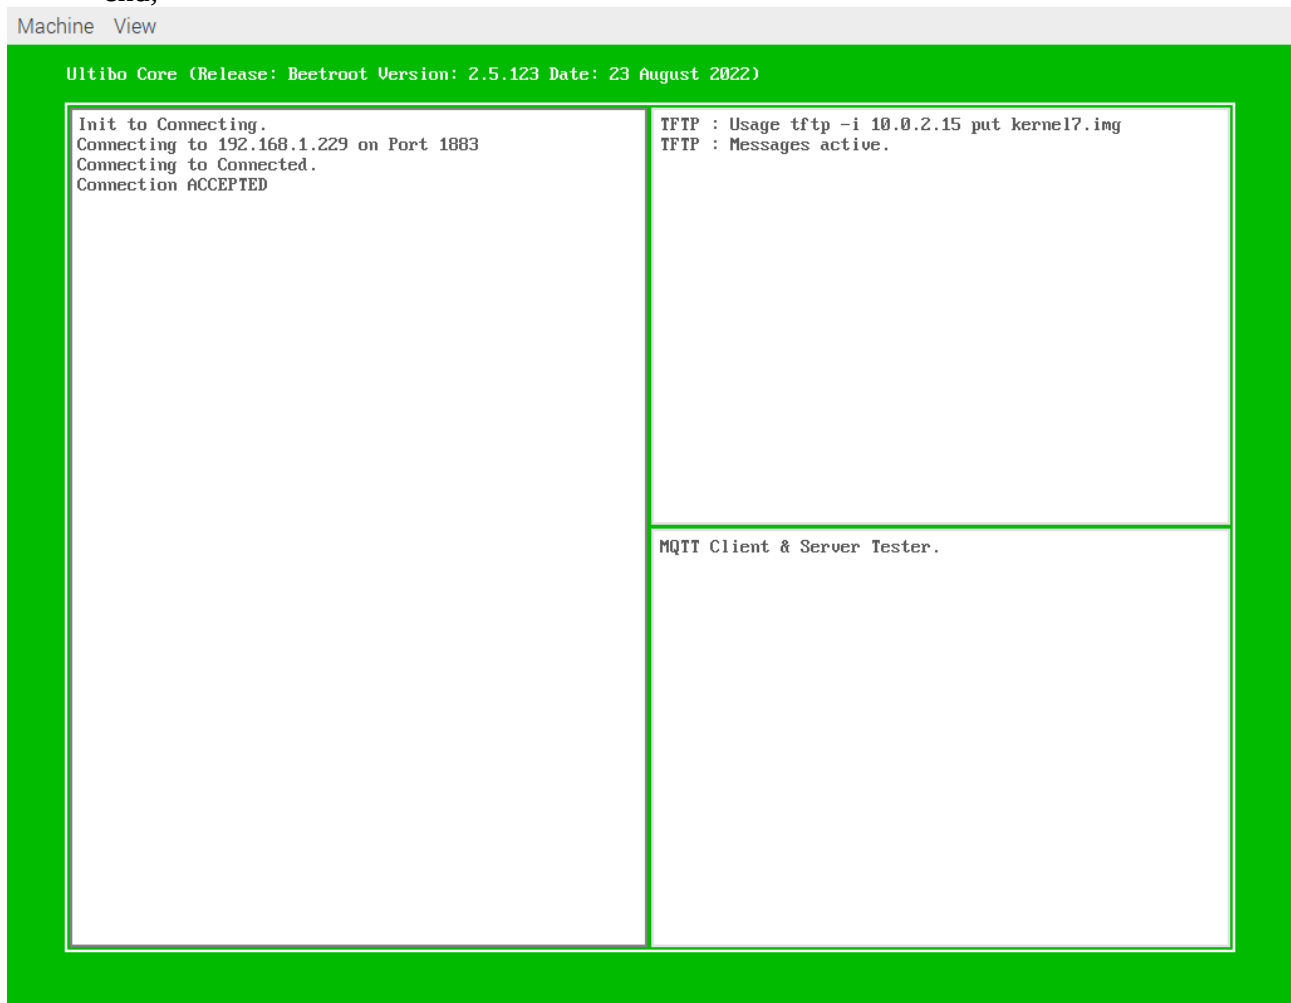 Machine View
Ultibo Core (Release: Beetroot Version: 2.5.123 Date: 23 August 2022)
Init to Connecting.
Connecting to 192.168.1.229 on Port 1883
Connecting to Connected.
Connection ACCEPTED
TFTP : Usage tftp -i 10.0.2.15 put kernel7.img
TFTP : Messages active.
MQTT Client & Server Tester.